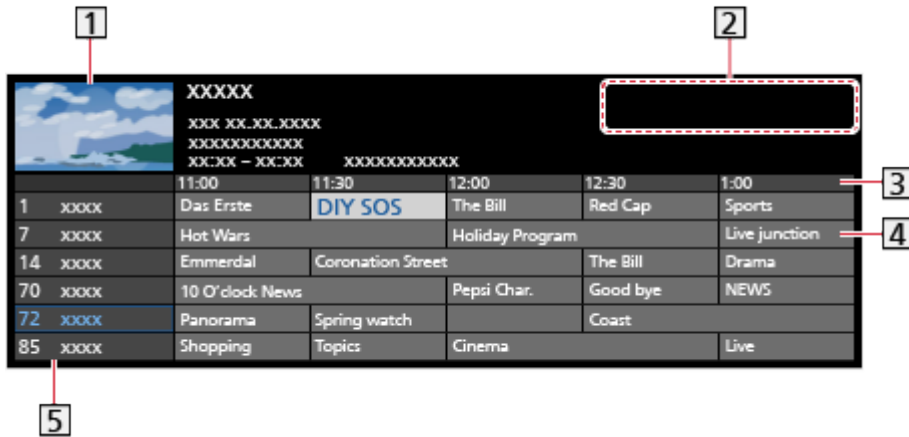 1 2
XXXXX
XXX XX.XX.XXXX
XXXXXXXXXXX
XX:XX – XX:XX XXXXXXXXXXX
11:00 11:30 12:00 12:30 1:00 3
1 XXXX Das Erste DIY SOS The Bill Red Cap Sports
7 XXXX Hot Wars Holiday Program Live junction 4
14 XXXX Emmerdal Coronation Street The Bill Drama
70 XXXX 10 O'clock News Pepsi Char. Good bye NEWS
72 XXXX Panorama Spring watch Coast
85 XXXX Shopping Topics Cinema Live
5